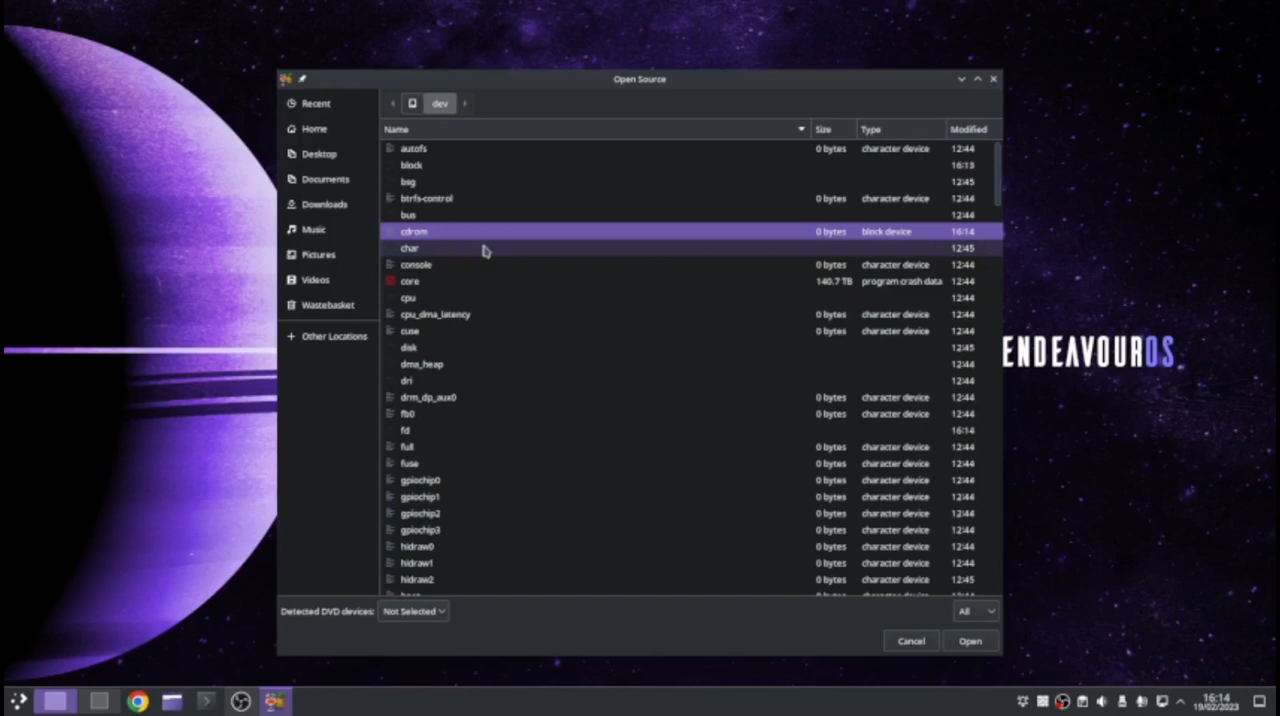 Open Source
Recent
Home
Desktop
Documents
Downloads
Music
Pictures
Videos
Wastebasket
Other Locations
dev
Name Size Type Modified
autofs 0 bytes character device 12:44
block 16:13
bsg 12:45
btrfs-control 0 bytes character device 12:44
bus 12:44
cdrom 0 bytes block device 16:14
char 12:45
console 0 bytes character device 12:44
core 140.7 TB program crash data 12:44
cpu 12:44
cpu_dma_latency 0 bytes character device 12:44
cuse 0 bytes character device 12:44
disk 12:45
dma_heap 12:44
dri 12:44
drm_dp_aux0 0 bytes character device 12:44
fb0 0 bytes character device 12:44
fd 16:14
full 0 bytes character device 12:44
fuse 0 bytes character device 12:44
gpiochip0 0 bytes character device 12:44
gpiochip1 0 bytes character device 12:44
gpiochip2 0 bytes character device 12:44
gpiochip3 0 bytes character device 12:44
hidraw0 0 bytes character device 12:44
hidraw1 0 bytes character device 12:44
hidraw2 0 bytes character device 12:45
Detected DVD devices: Not Selected All
Cancel Open
ENDEAVOUROS
16:14
19/02/2023